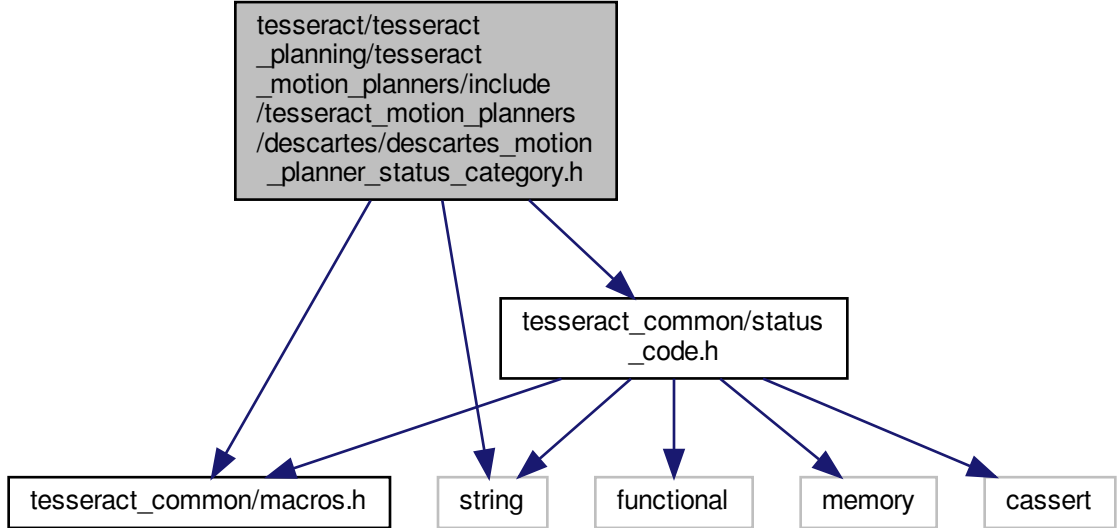 tesseract/tesseract
_planning/tesseract
_motion_planners/include
/tesseract_motion_planners
/descartes/descartes_motion
_planner_status_category.h
tesseract_common/status
_code.h
tesseract_common/macros.h
string
functional
memory
cassert